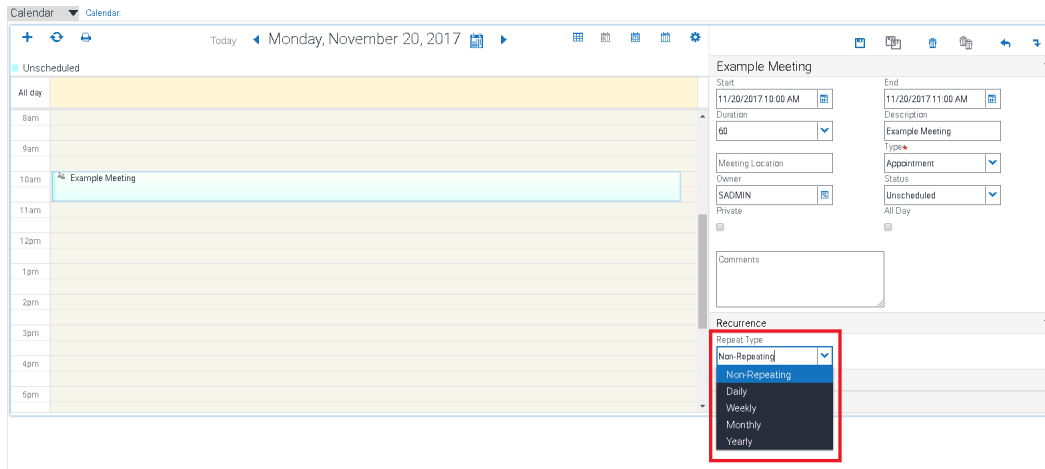 Calendar Calendar:
Today Monday, November 20, 2017
Unscheduled
All day
8am
9am
10am Example Meeting
11am
12pm
1pm
2pm
3pm
4pm
5pm
Example Meeting
Start End
11/20/2017 10:00 AM 11/20/2017 11:00 AM
Duration Description
60 Example Meeting
Type*
Meeting Location Appointment
Owner Status
SADMIN Unscheduled
Private All Day
Comments
Recurrence
Repeat Type
Non-Repeating
Non-Repeating
Daily
Weekly
Monthly
Yearly